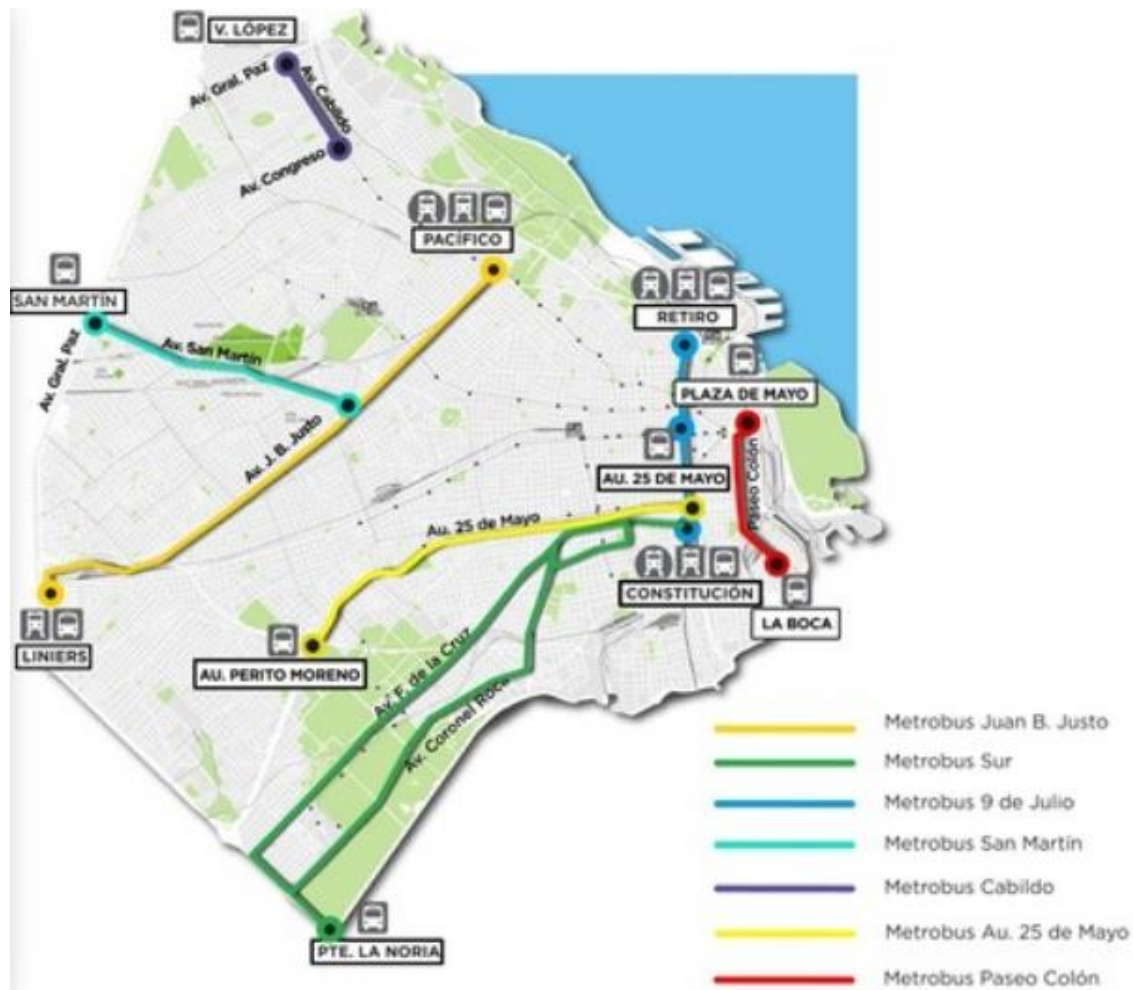 V. LÓPEZ
Av. Gral. Paz
Av. Cabildo
Av. Congreso
PACÍFICO
SAN MARTÍN
Av. Gral. Paz
Av. San Martín
RETIRO
PLAZA DE MAYO
Av. J. B. Justo
AU. 25 DE MAYO
Paseo Colón
Au. 25 de Mayo
CONSTITUCIÓN
LA BOCA
LINIERS
AU. PERITO MORENO
Av. F. de la Cruz
Av. Coronel Roca
PTE. LA NORIA
Metrobus Juan B. Justo
Metrobus Sur
Metrobus 9 de Julio
Metrobus San Martín
Metrobus Cabildo
Metrobus Au. 25 de Mayo
Metrobus Paseo Colón